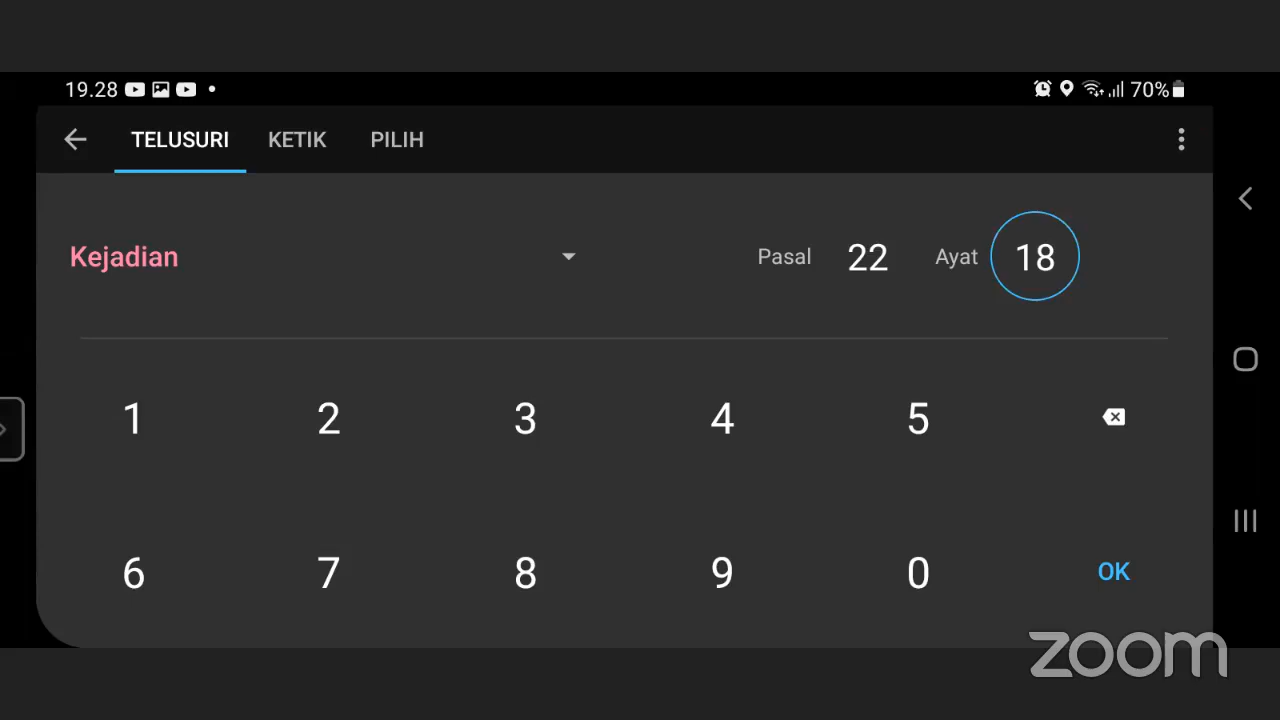 19.28 70%
TELUSURI KETIK PILIH
Kejadian Pasal 22 Ayat 18
1 2 3 4 5
6 7 8 9 0 OK
zoom